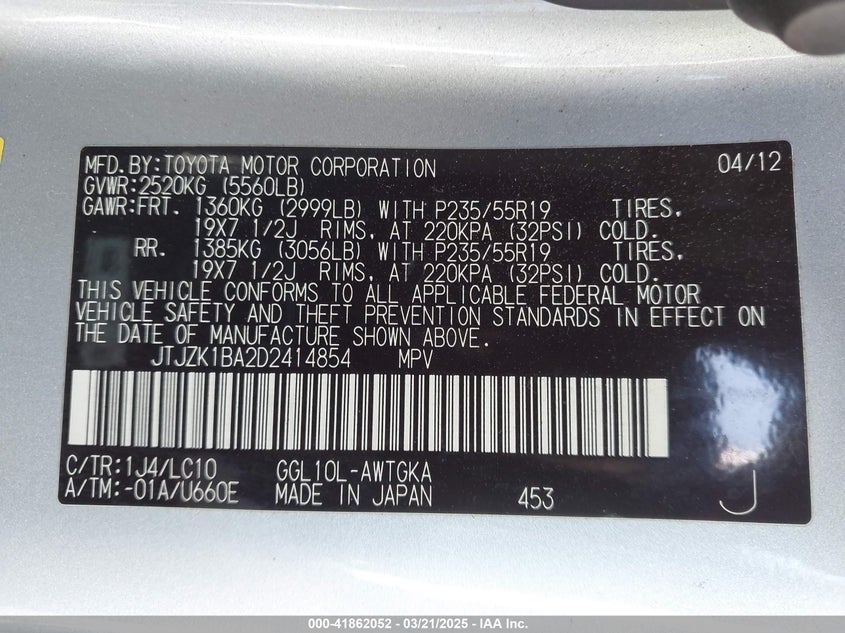 MFD.BY:TOYOTA MOTOR CORPORATION 04/12
GVWR:2520KG (5560LB)
GAWR:FRT. 1360KG (2999LB) WITH P235/55R19 TIRES,
19X7 1/2J RIMS, AT 220KPA (32PSI) COLD.
RR. 1385KG (3056LB) WITH P235/55R19 TIRES,
19X7 1/2J RIMS, AT 220KPA (32PSI) COLD.
THIS VEHICLE CONFORMS TO ALL APPLICABLE FEDERAL MOTOR
VEHICLE SAFETY AND THEFT PREVENTION STANDARDS IN EFFECT ON
THE DATE OF MANUFACTURE SHOWN ABOVE.
JTJZK1BA2D2414854 MPV
C/TR:1J4/LC10 GGL10L-AWTGKA
A/TM:-01A/U660E MADE IN JAPAN 453 J
000-41862052 — 03/21/2025 — IAA Inc.